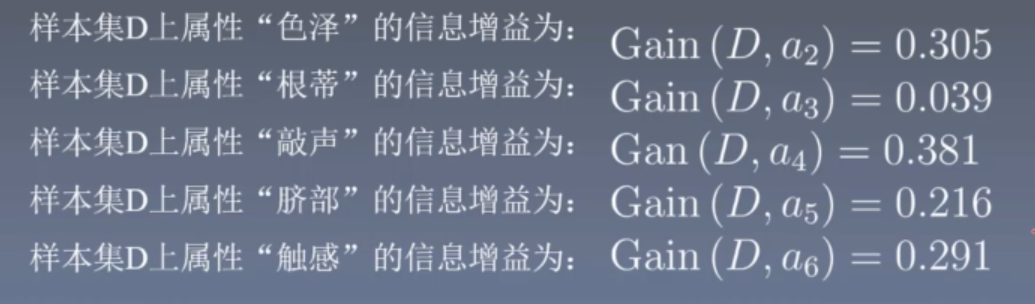 样本集D上属性“色泽”的信息增益为： Gain (D, a₂) = 0.305
样本集D上属性“根蒂”的信息增益为： Gain (D, a₃) = 0.039
样本集D上属性“敲声”的信息增益为： Gan (D, a₄) = 0.381
样本集D上属性“脐部”的信息增益为： Gain (D, a₅) = 0.216
样本集D上属性“触感”的信息增益为： Gain (D, a₆) = 0.291